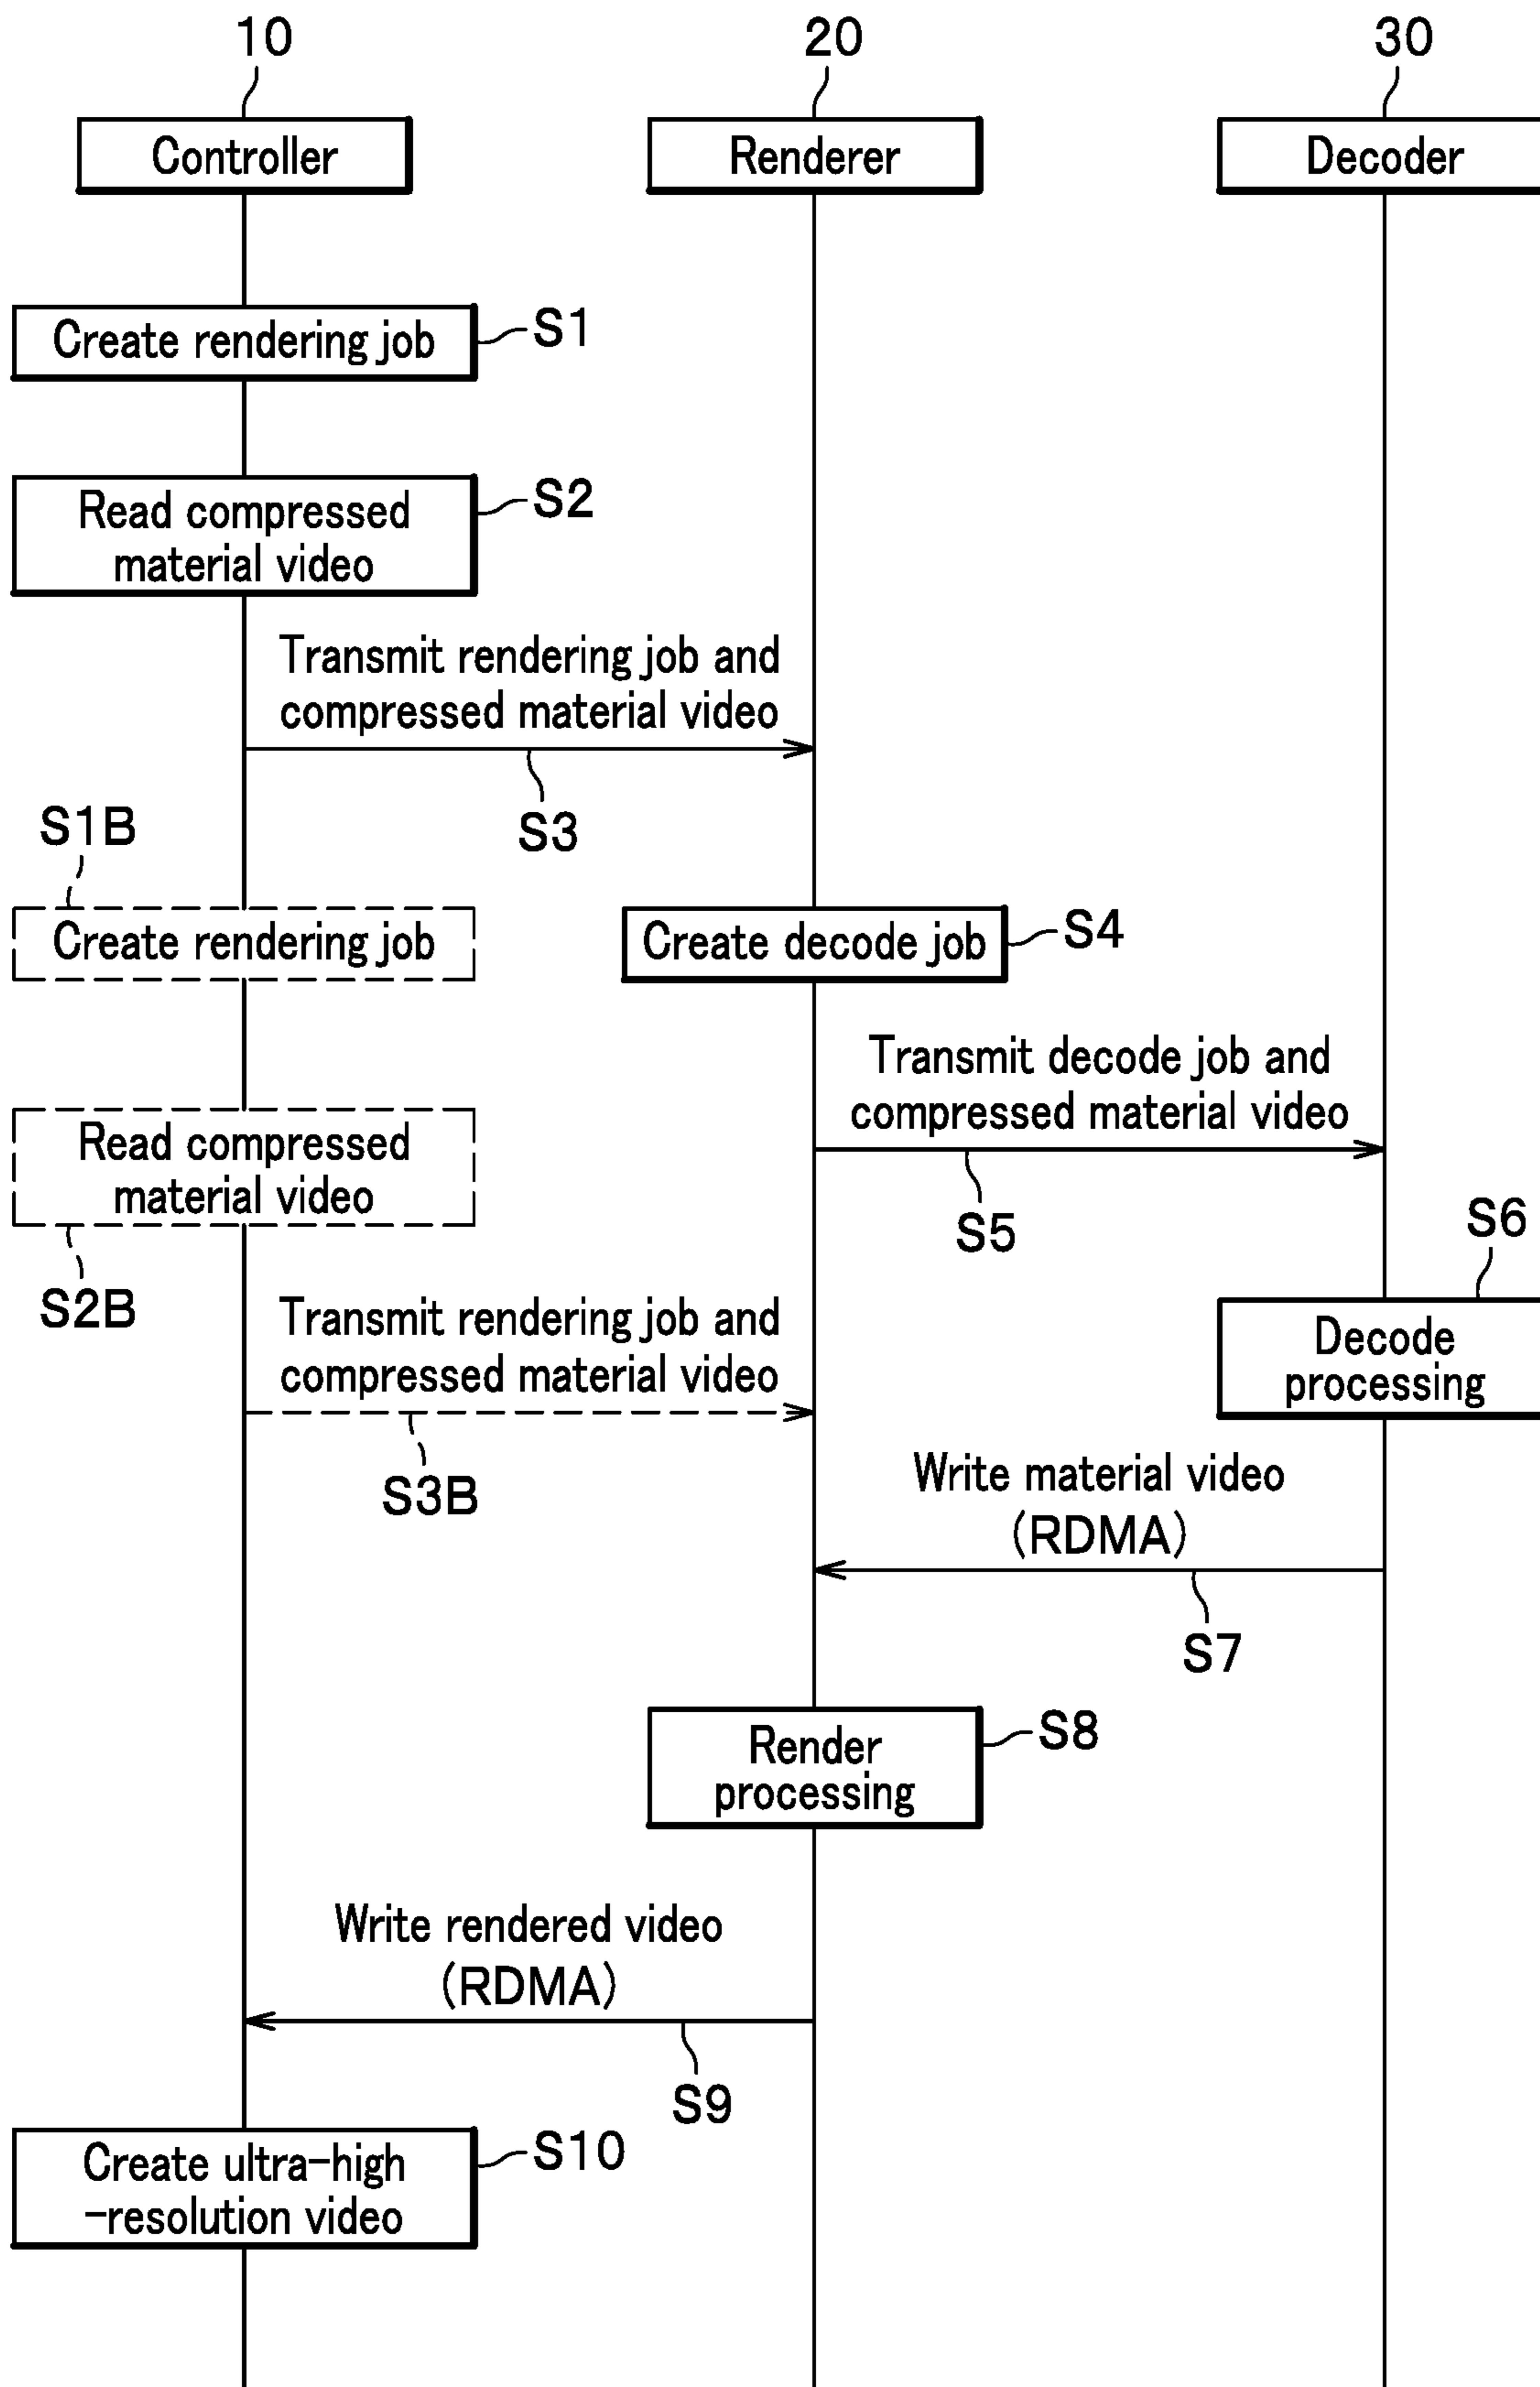 10
20
30
Controller
Renderer
Decoder
Create rendering job
S1
Read compressed
material video
S2
Transmit rendering job and
compressed material video
S3
S1B
Create rendering job
Create decode job
S4
Transmit decode job and
compressed material video
S5
Read compressed
material video
S2B
S6
Decode
processing
Transmit rendering job and
compressed material video
S3B
Write material video
(RDMA)
S7
Render
processing
S8
Write rendered video
(RDMA)
S9
Create ultra-high
-resolution video
S10